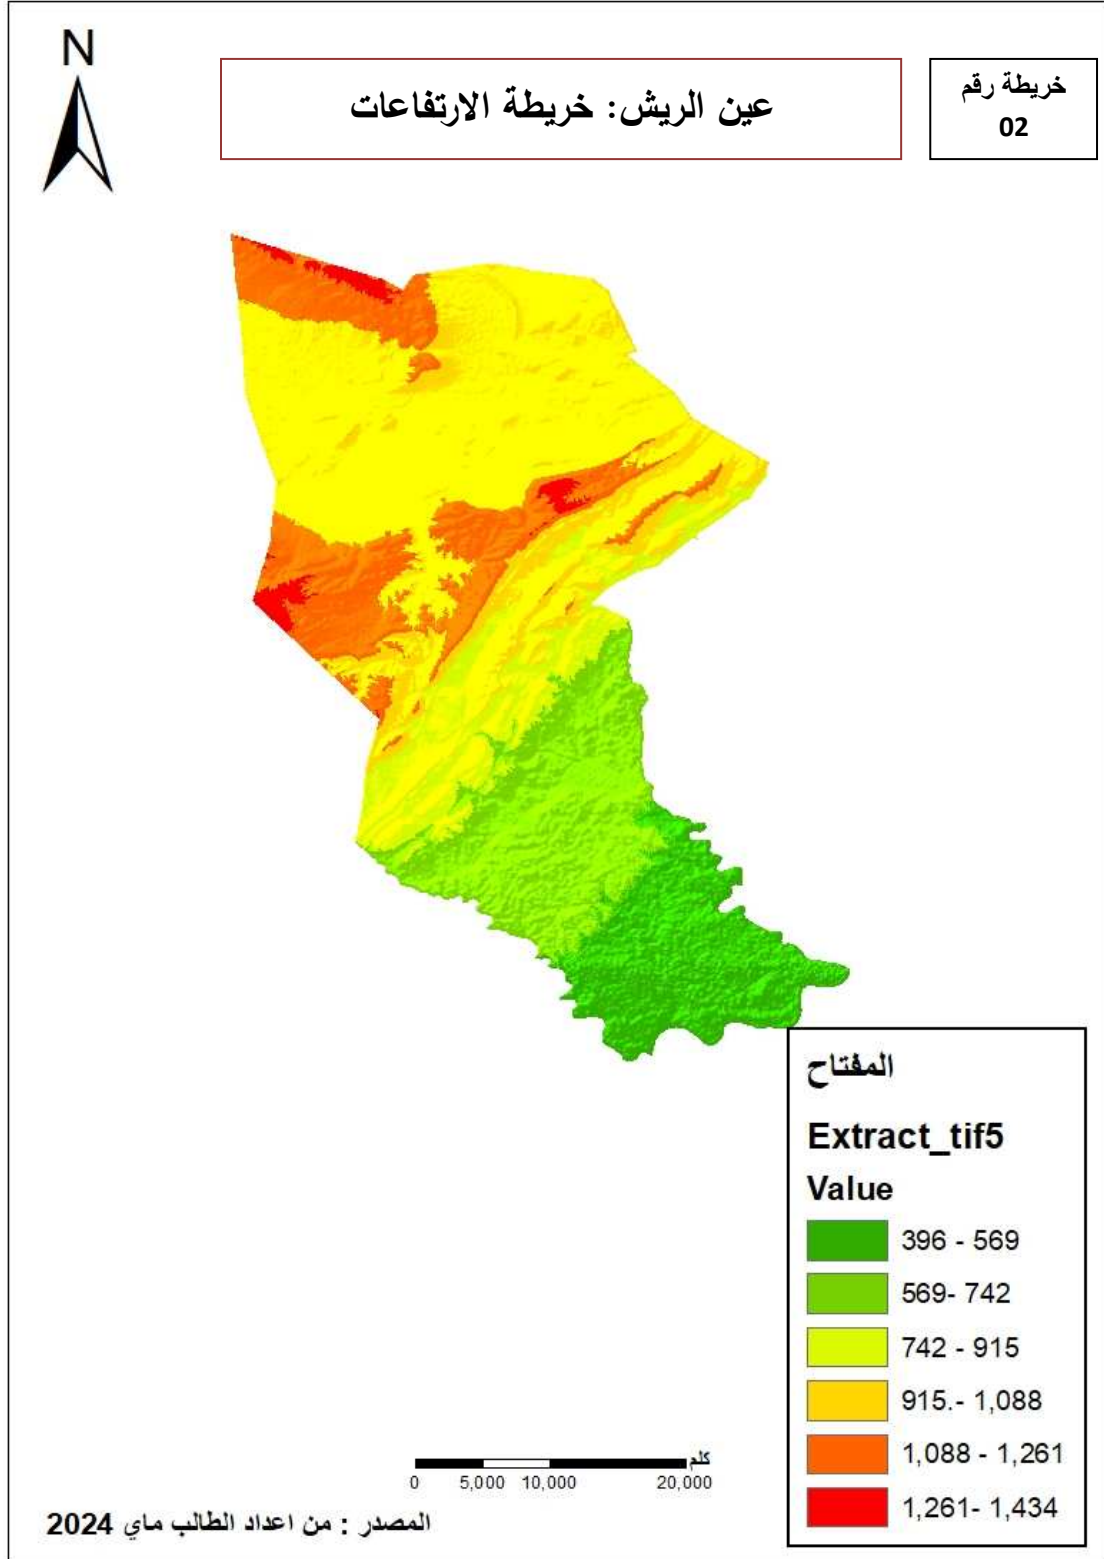 N
عين الريش: خريطة الارتفاعات
خريطة رقم
02
المفتاح
Extract_tif5
Value
396 - 569
569- 742
742 - 915
915.- 1,088
1,088 - 1,261
1,261- 1,434
كلم
0 5,000 10,000 20,000
المصدر : من اعداد الطالب ماي 2024